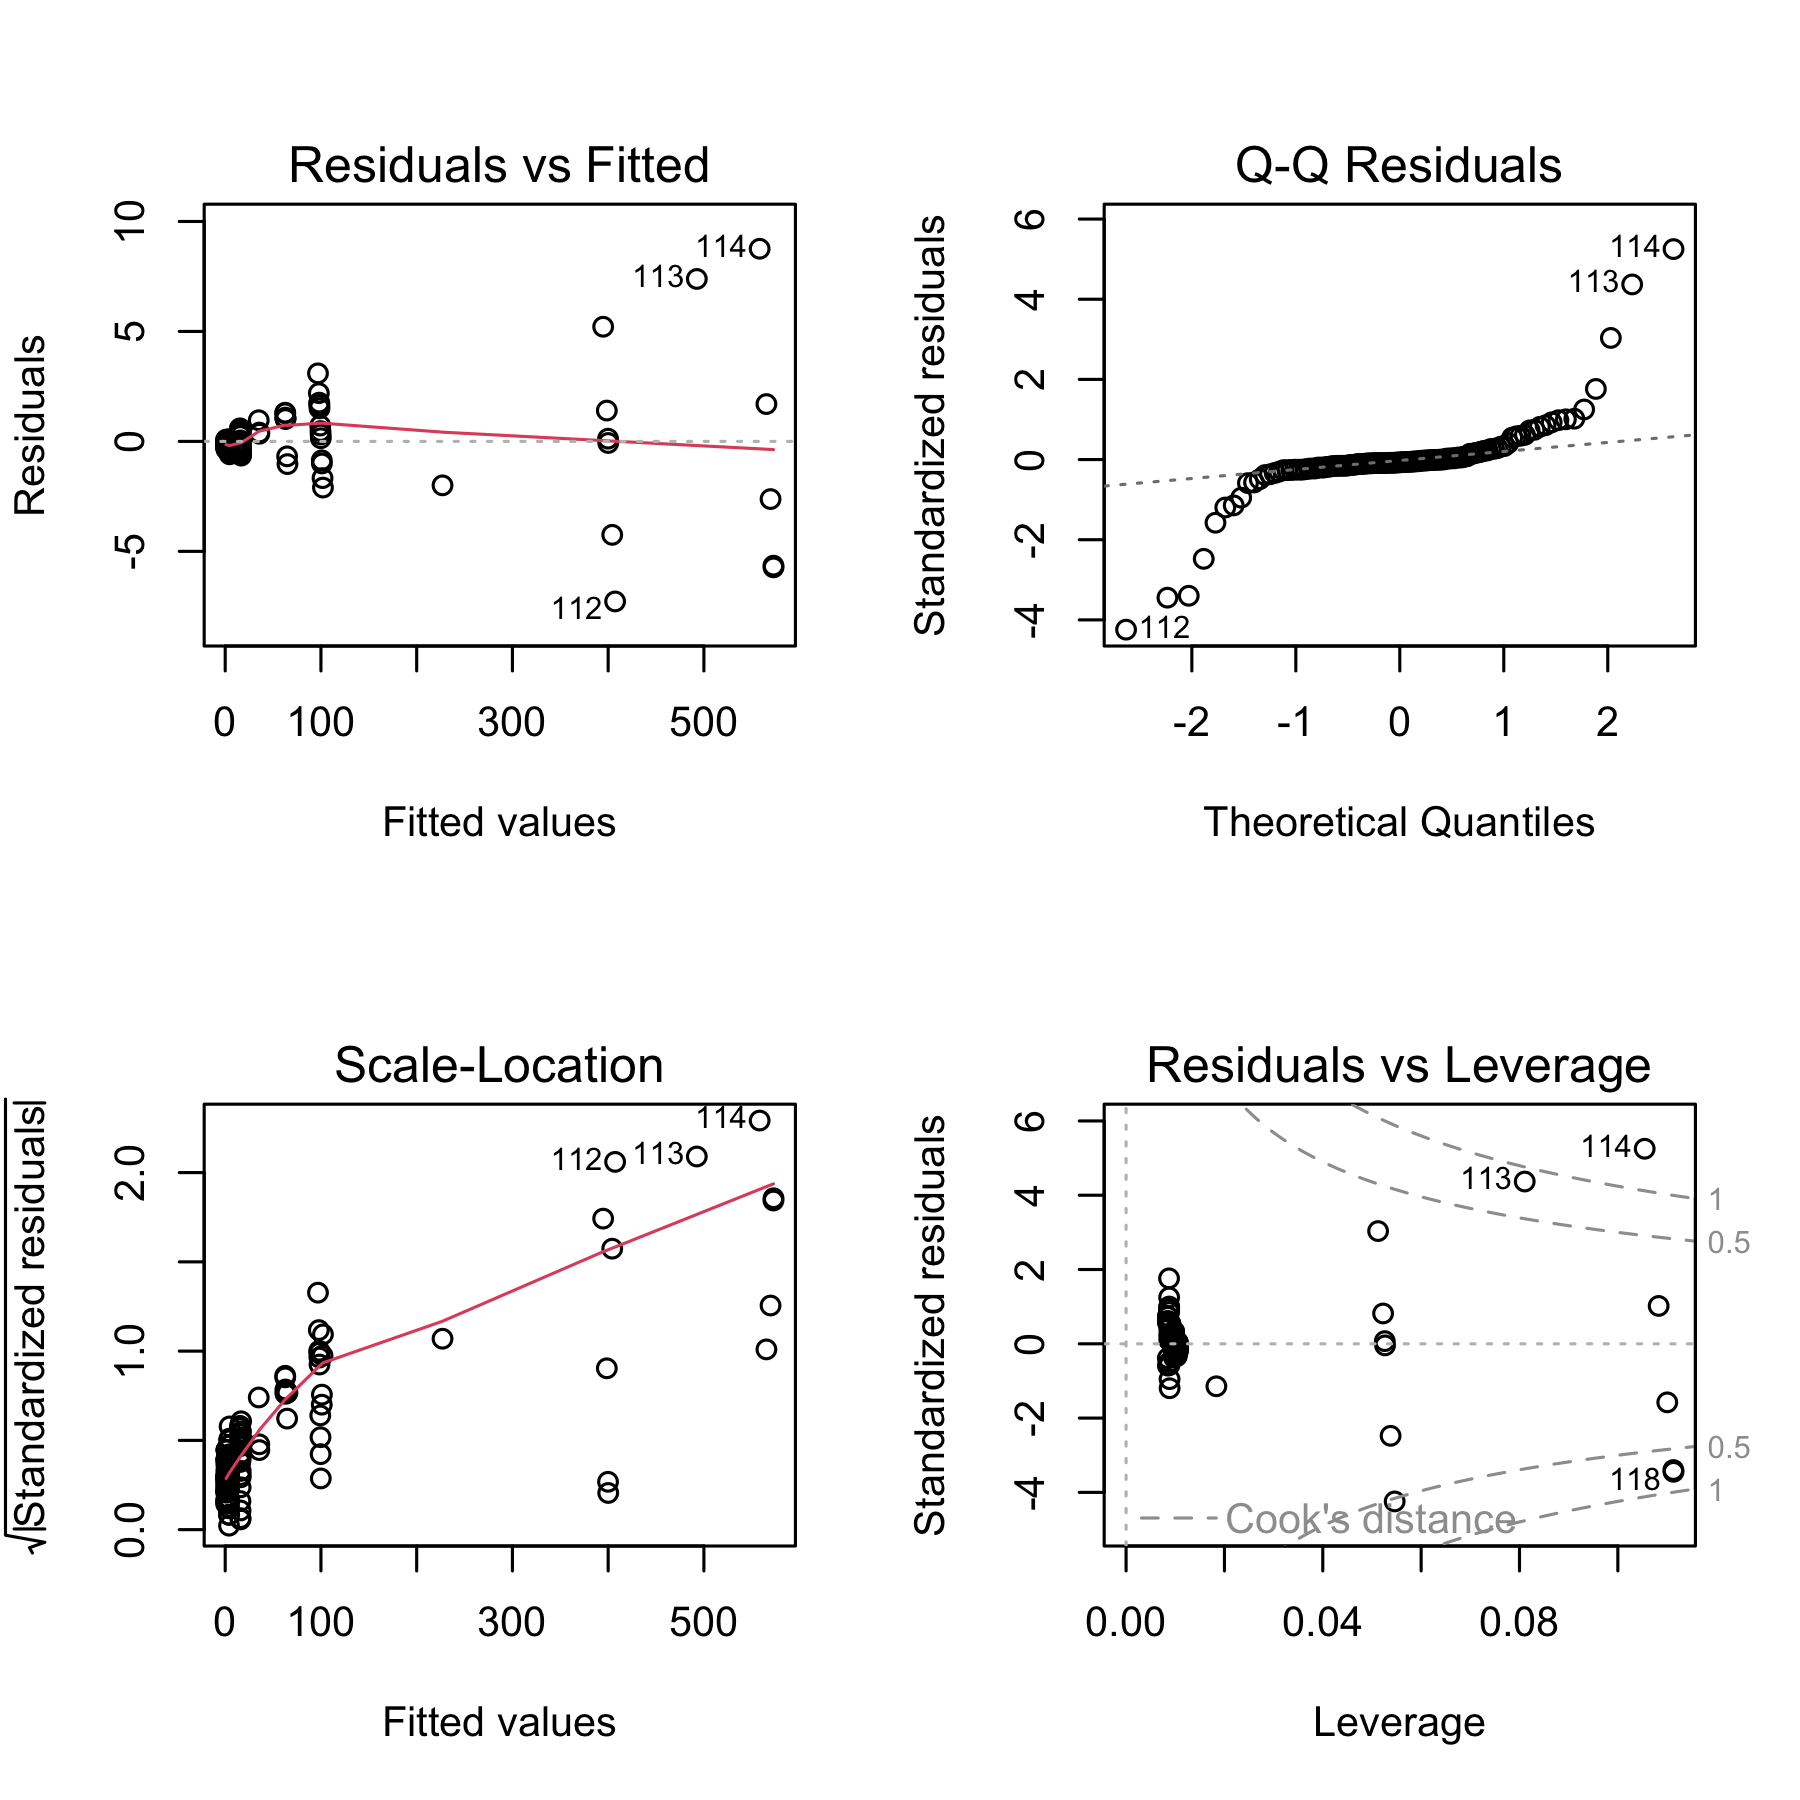 Residuals vs Fitted
Residuals
10
5
0
-5
114
113
112
0 100 300 500
Fitted values
Q-Q Residuals
Standardized residuals
6
4
2
0
-2
-4
114
113
112
-2 -1 0 1 2
Theoretical Quantiles
Scale-Location
√|Standardized residuals|
2.0
1.0
0.0
114
112 113
0 100 300 500
Fitted values
Residuals vs Leverage
Standardized residuals
6
4
2
0
-2
-4
114
113
118
1
0.5
0.5
1
Cook's distance
0.00 0.04 0.08
Leverage